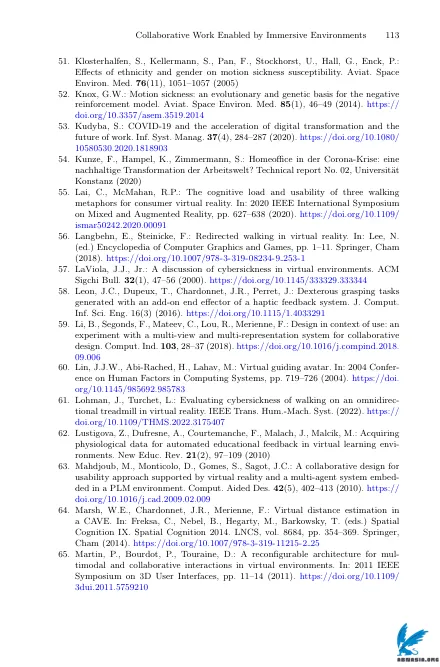 Collaborative Work Enabled by Immersive Environments 113
51. Klosterhalfen, S., Kellermann, S., Pan, F., Stockhorst, U., Hall, G., Enck, P.:
Effects of ethnicity and gender on motion sickness susceptibility. Aviat. Space
Environ. Med. 76(11), 1051–1057 (2005)
52. Knox, G.W.: Motion sickness: an evolutionary and genetic basis for the negative
reinforcement model. Aviat. Space Environ. Med. 85(1), 46–49 (2014). https://
doi.org/10.3357/asem.3519.2014
53. Kudyba, S.: COVID-19 and the acceleration of digital transformation and the
future of work. Inf. Syst. Manag. 37(4), 284–287 (2020). https://doi.org/10.1080/
10580530.2020.1818903
54. Kunze, F., Hampel, K., Zimmermann, S.: Homeoffice in der Corona-Krise: eine
nachhaltige Transformation der Arbeitswelt? Technical report No. 02, Universität
Konstanz (2020)
55. Lai, C., McMahan, R.P.: The cognitive load and usability of three walking
metaphors for consumer virtual reality. In: 2020 IEEE International Symposium
on Mixed and Augmented Reality, pp. 627–638 (2020). https://doi.org/10.1109/
ismar50242.2020.00091
56. Langbehn, E., Steinicke, F.: Redirected walking in virtual reality. In: Lee, N.
(ed.) Encyclopedia of Computer Graphics and Games, pp. 1–11. Springer, Cham
(2018). https://doi.org/10.1007/978-3-319-08234-9_253-1
57. LaViola, J.J., Jr.: A discussion of cybersickness in virtual environments. ACM
Sigchi Bull. 32(1), 47–56 (2000). https://doi.org/10.1145/333329.333344
58. Leon, J.C., Dupeux, T., Chardonnet, J.R., Perret, J.: Dexterous grasping tasks
generated with an add-on end effector of a haptic feedback system. J. Comput.
Inf. Sci. Eng. 16(3) (2016). https://doi.org/10.1115/1.4033291
59. Li, B., Segonds, F., Mateev, C., Lou, R., Merienne, F.: Design in context of use: an
experiment with a multi-view and multi-representation system for collaborative
design. Comput. Ind. 103, 28–37 (2018). https://doi.org/10.1016/j.compind.2018.
09.006
60. Lin, J.J.W., Abi-Rached, H., Lahav, M.: Virtual guiding avatar. In: 2004 Confer-
ence on Human Factors in Computing Systems, pp. 719–726 (2004). https://doi.
org/10.1145/985692.985783
61. Lohman, J., Turchet, L.: Evaluating cybersickness of walking on an omnidirec-
tional treadmill in virtual reality. IEEE Trans. Hum.-Mach. Syst. (2022). https://
doi.org/10.1109/THMS.2022.3175407
62. Lustigova, Z., Dufresne, A., Courtemanche, F., Malach, J., Malcik, M.: Acquiring
physiological data for automated educational feedback in virtual learning envi-
ronments. New Educ. Rev. 21(2), 97–109 (2010)
63. Mahdjoub, M., Monticolo, D., Gomes, S., Sagot, J.C.: A collaborative design for
usability approach supported by virtual reality and a multi-agent system embed-
ded in a PLM environment. Comput. Aided Des. 42(5), 402–413 (2010). https://
doi.org/10.1016/j.cad.2009.02.009
64. Marsh, W.E., Chardonnet, J.R., Merienne, F.: Virtual distance estimation in
a CAVE. In: Freksa, C., Nebel, B., Hegarty, M., Barkowsky, T. (eds.) Spatial
Cognition IX. Spatial Cognition 2014. LNCS, vol. 8684, pp. 354–369. Springer,
Cham (2014). https://doi.org/10.1007/978-3-319-11215-2_25
65. Martin, P., Bourdot, P., Touraine, D.: A reconfigurable architecture for mul-
timodal and collaborative interactions in virtual environments. In: 2011 IEEE
Symposium on 3D User Interfaces, pp. 11–14 (2011). https://doi.org/10.1109/
3dui.2011.5759210